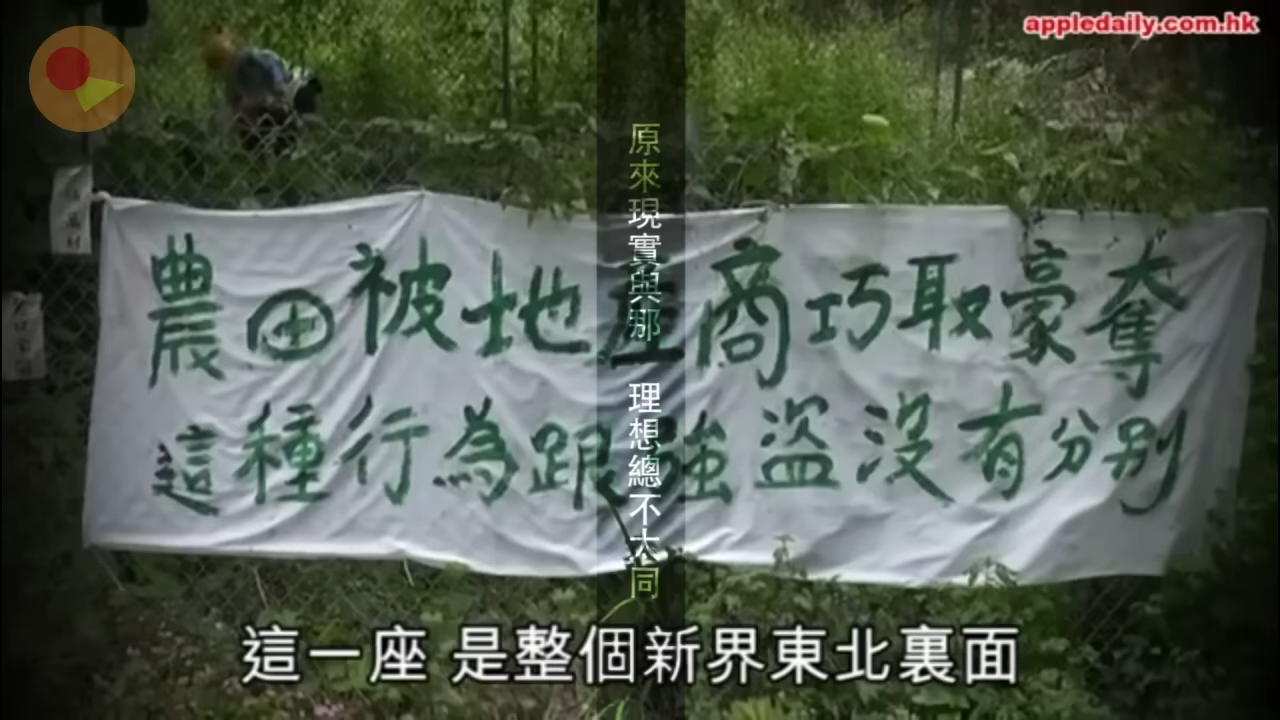 appledaily.com.hk
農田被地產商巧取豪奪
這種行為跟強盜沒有分別
原來現實與那 理想總不大同
這一座 是整個新界東北裏面